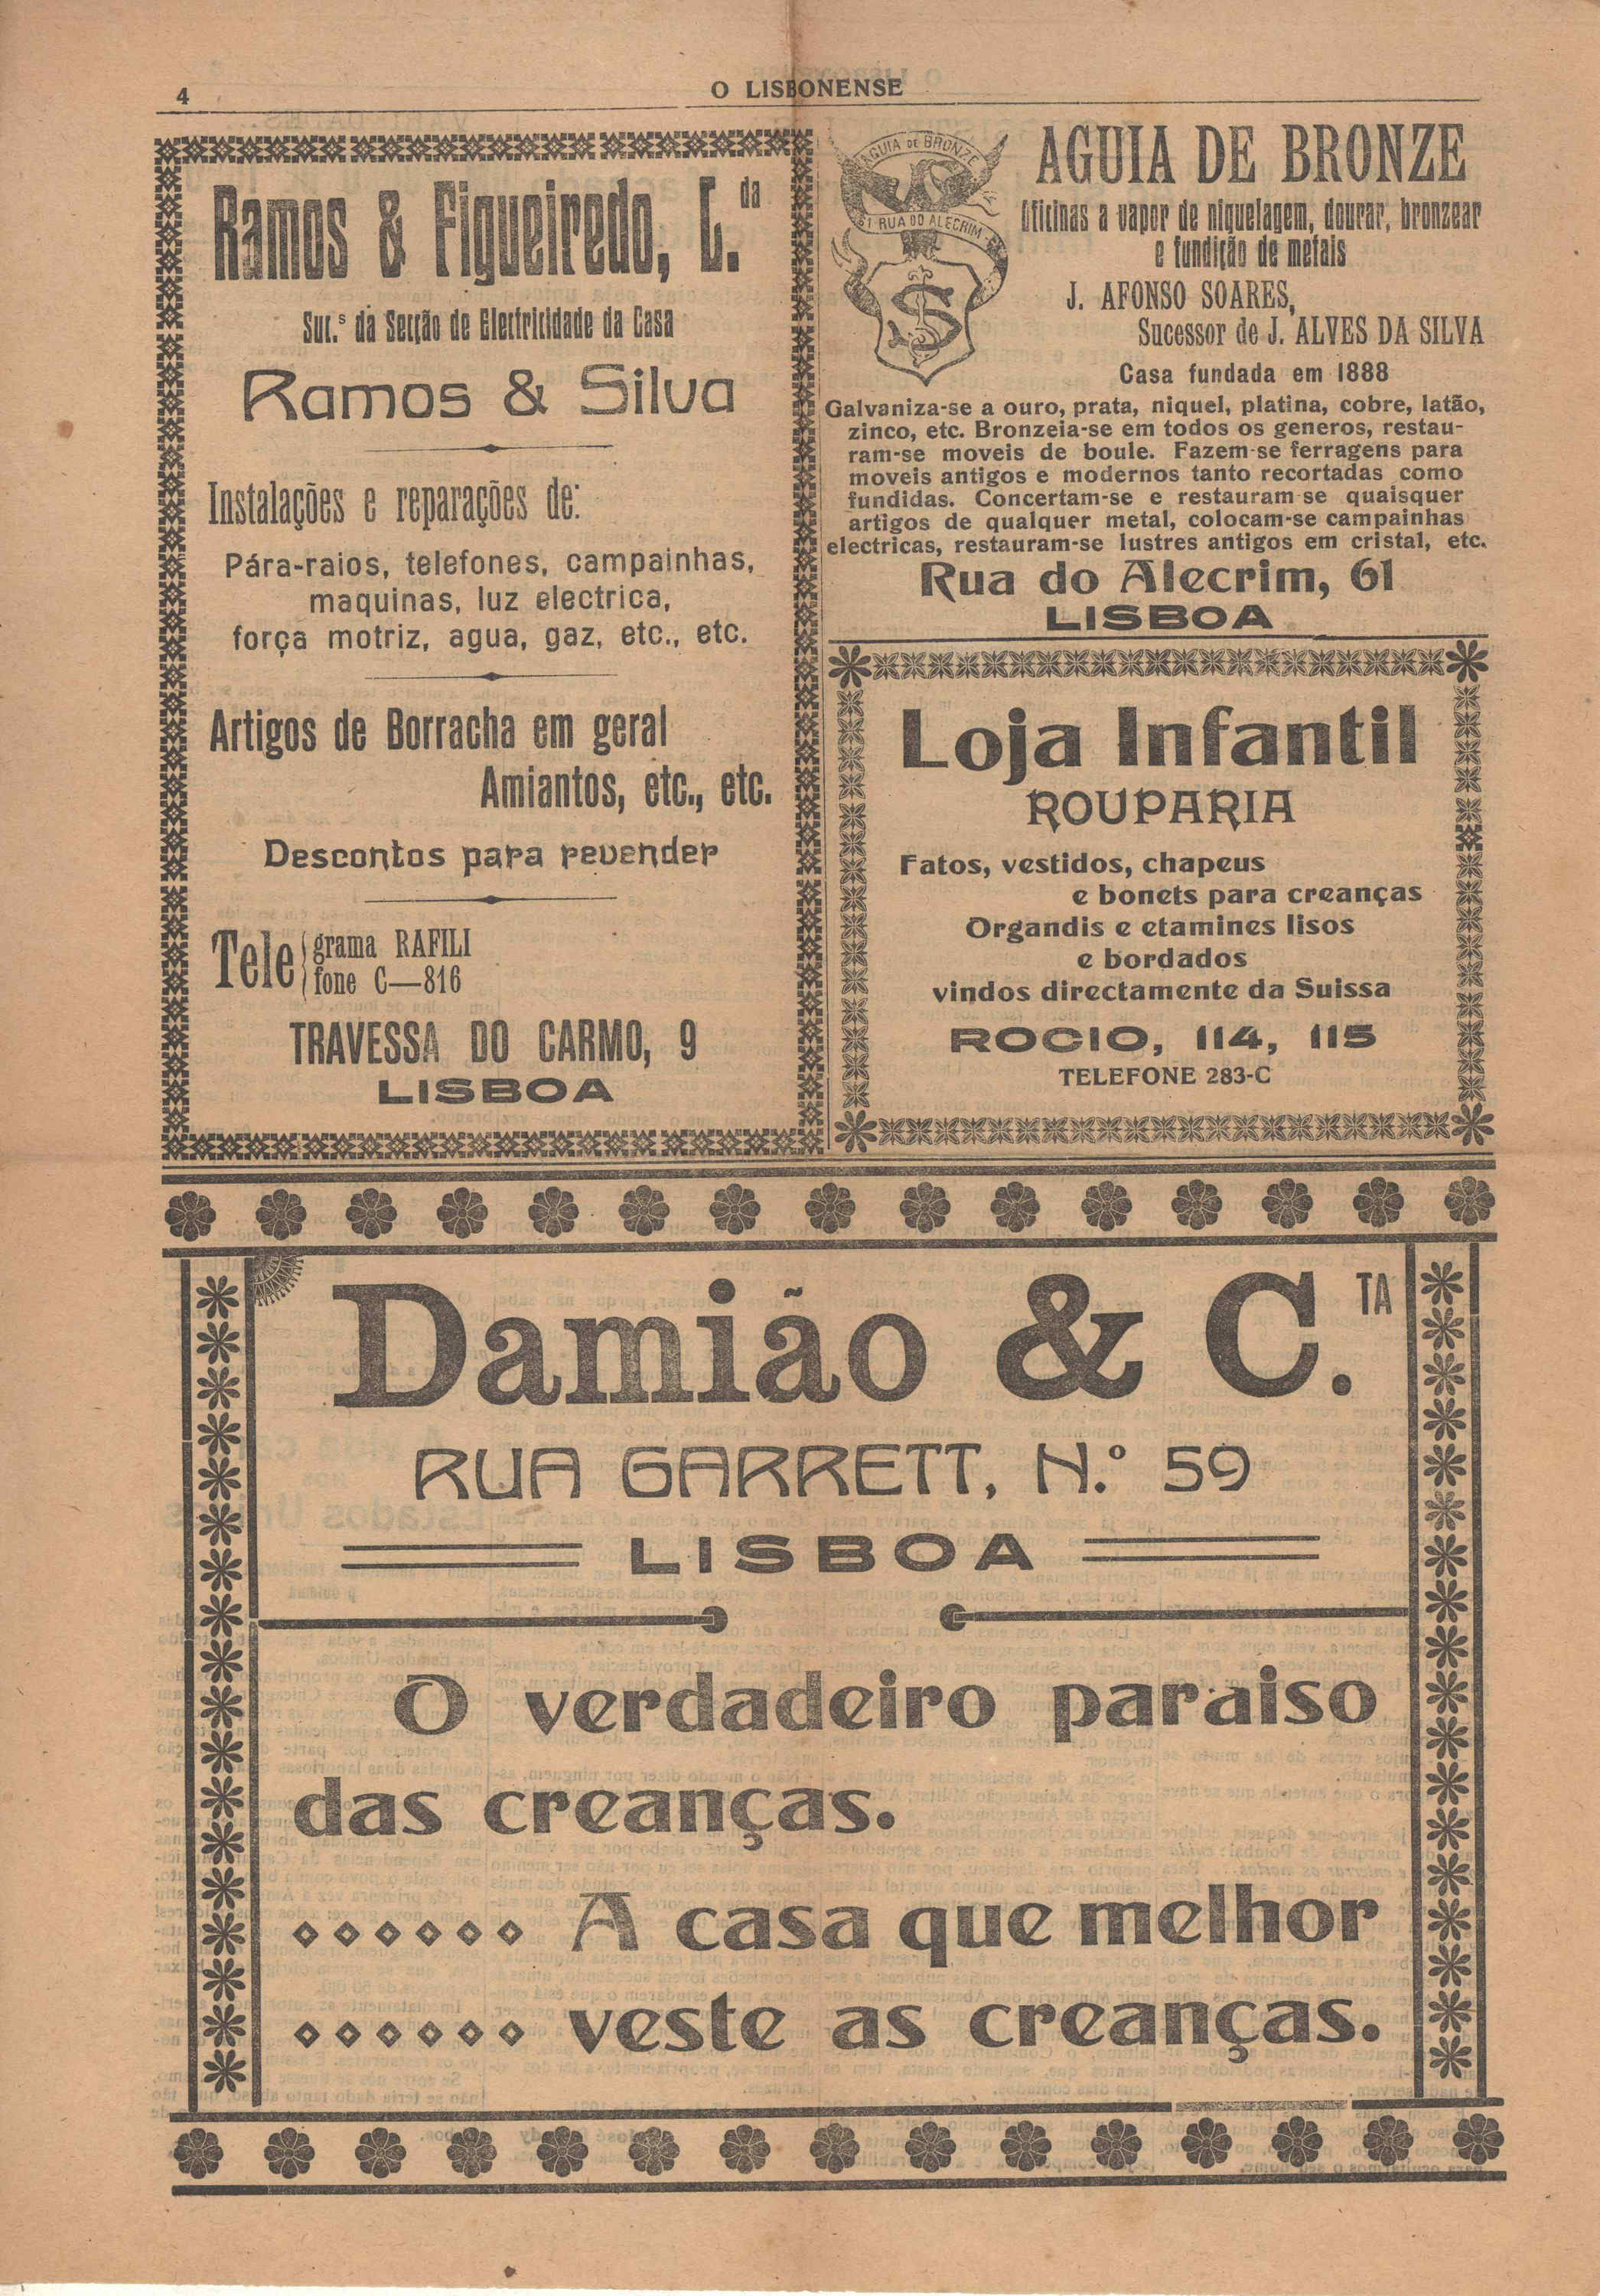 4
O LISBONENSE
Ramos & Figueiredo, L.da
Suc.s da Secção de Electricidade da Casa
Ramos & Silva
Instalações e reparações de:
Pára-raios, telefones, campainhas,
maquinas, luz electrica,
força motriz, agua, gaz, etc., etc.
Artigos de Borracha em geral
Amiantos, etc., etc.
Descontos para revender
Tele
grama RAFILI
fone C—816
TRAVESSA DO CARMO, 9
LISBOA
AGUIA DE BRONZE
61 RUA DO ALECRIM
S
AGUIA DE BRONZE
Oficinas a vapor de niquelagem, dourar, bronzear
e fundição de metais
J. AFONSO SOARES,
Sucessor de J. ALVES DA SILVA
Casa fundada em 1888
Galvaniza-se a ouro, prata, niquel, platina, cobre, latão,
zinco, etc. Bronzeia-se em todos os generos, restau-
ram-se moveis de boule. Fazem-se ferragens para
moveis antigos e modernos tanto recortadas como
fundidas. Concertam-se e restauram-se quaisquer
artigos de qualquer metal, colocam-se campainhas
electricas, restauram-se lustres antigos em cristal, etc.
Rua do Alecrim, 61
LISBOA
Loja Infantil
ROUPARIA
Fatos, vestidos, chapeus
e bonets para creanças
Organdis e etamines lisos
e bordados
vindos directamente da Suissa
ROCIO, 114, 115
TELEFONE 283-C
Damião & C.TA
RUA GARRETT, N.º 59
LISBOA
O verdadeiro paraiso
das creanças.
A casa que melhor
veste as creanças.